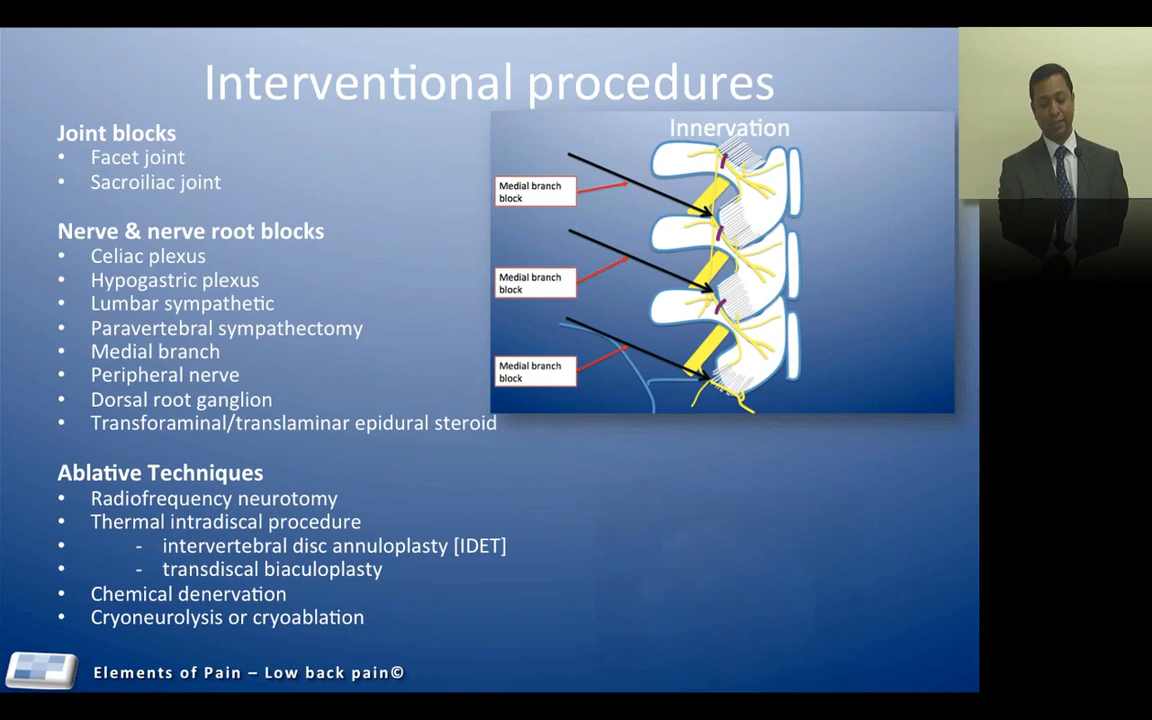 Interventional procedures
Joint blocks
• Facet joint
• Sacroiliac joint
Nerve & nerve root blocks
• Celiac plexus
• Hypogastric plexus
• Lumbar sympathetic
• Paravertebral sympathectomy
• Medial branch
• Peripheral nerve
• Dorsal root ganglion
• Transforaminal/translaminar epidural steroid
Ablative Techniques
• Radiofrequency neurotomy
• Thermal intradiscal procedure
• - intervertebral disc annuloplasty [IDET]
• - transdiscal biaculoplasty
• Chemical denervation
• Cryoneurolysis or cryoablation
Innervation
Medial branch
block
Medial branch
block
Medial branch
block
Elements of Pain – Low back pain©